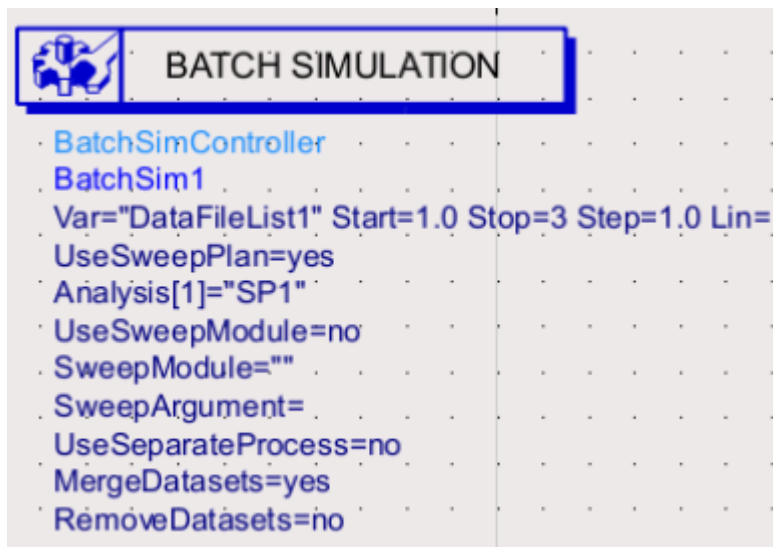 BATCH SIMULATION
BatchSimController
BatchSim1
Var="DataFileList1" Start=1.0 Stop=3 Step=1.0 Lin=
UseSweepPlan=yes
Analysis[1]="SP1"
UseSweepModule=no
SweepModule=""
SweepArgument=
UseSeparateProcess=no
MergeDatasets=yes
RemoveDatasets=no